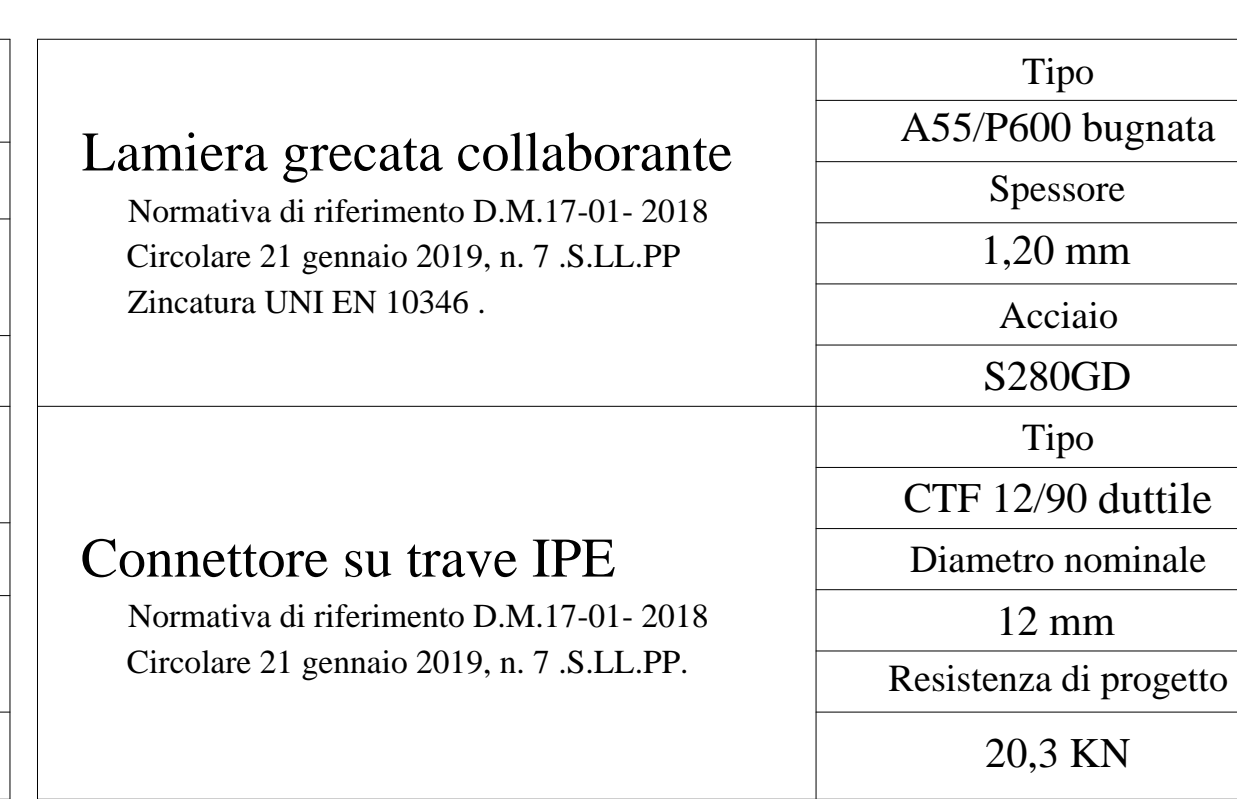 Lamiera grecata collaborante
Normativa di riferimento D.M.17-01- 2018
Circolare 21 gennaio 2019, n. 7 .S.LL.PP
Zincatura UNI EN 10346 .
Tipo
A55/P600 bugnata
Spessore
1,20 mm
Acciaio
S280GD
Connettore su trave IPE
Normativa di riferimento D.M.17-01- 2018
Circolare 21 gennaio 2019, n. 7 .S.LL.PP.
Tipo
CTF 12/90 duttile
Diametro nominale
12 mm
Resistenza di progetto
20,3 KN